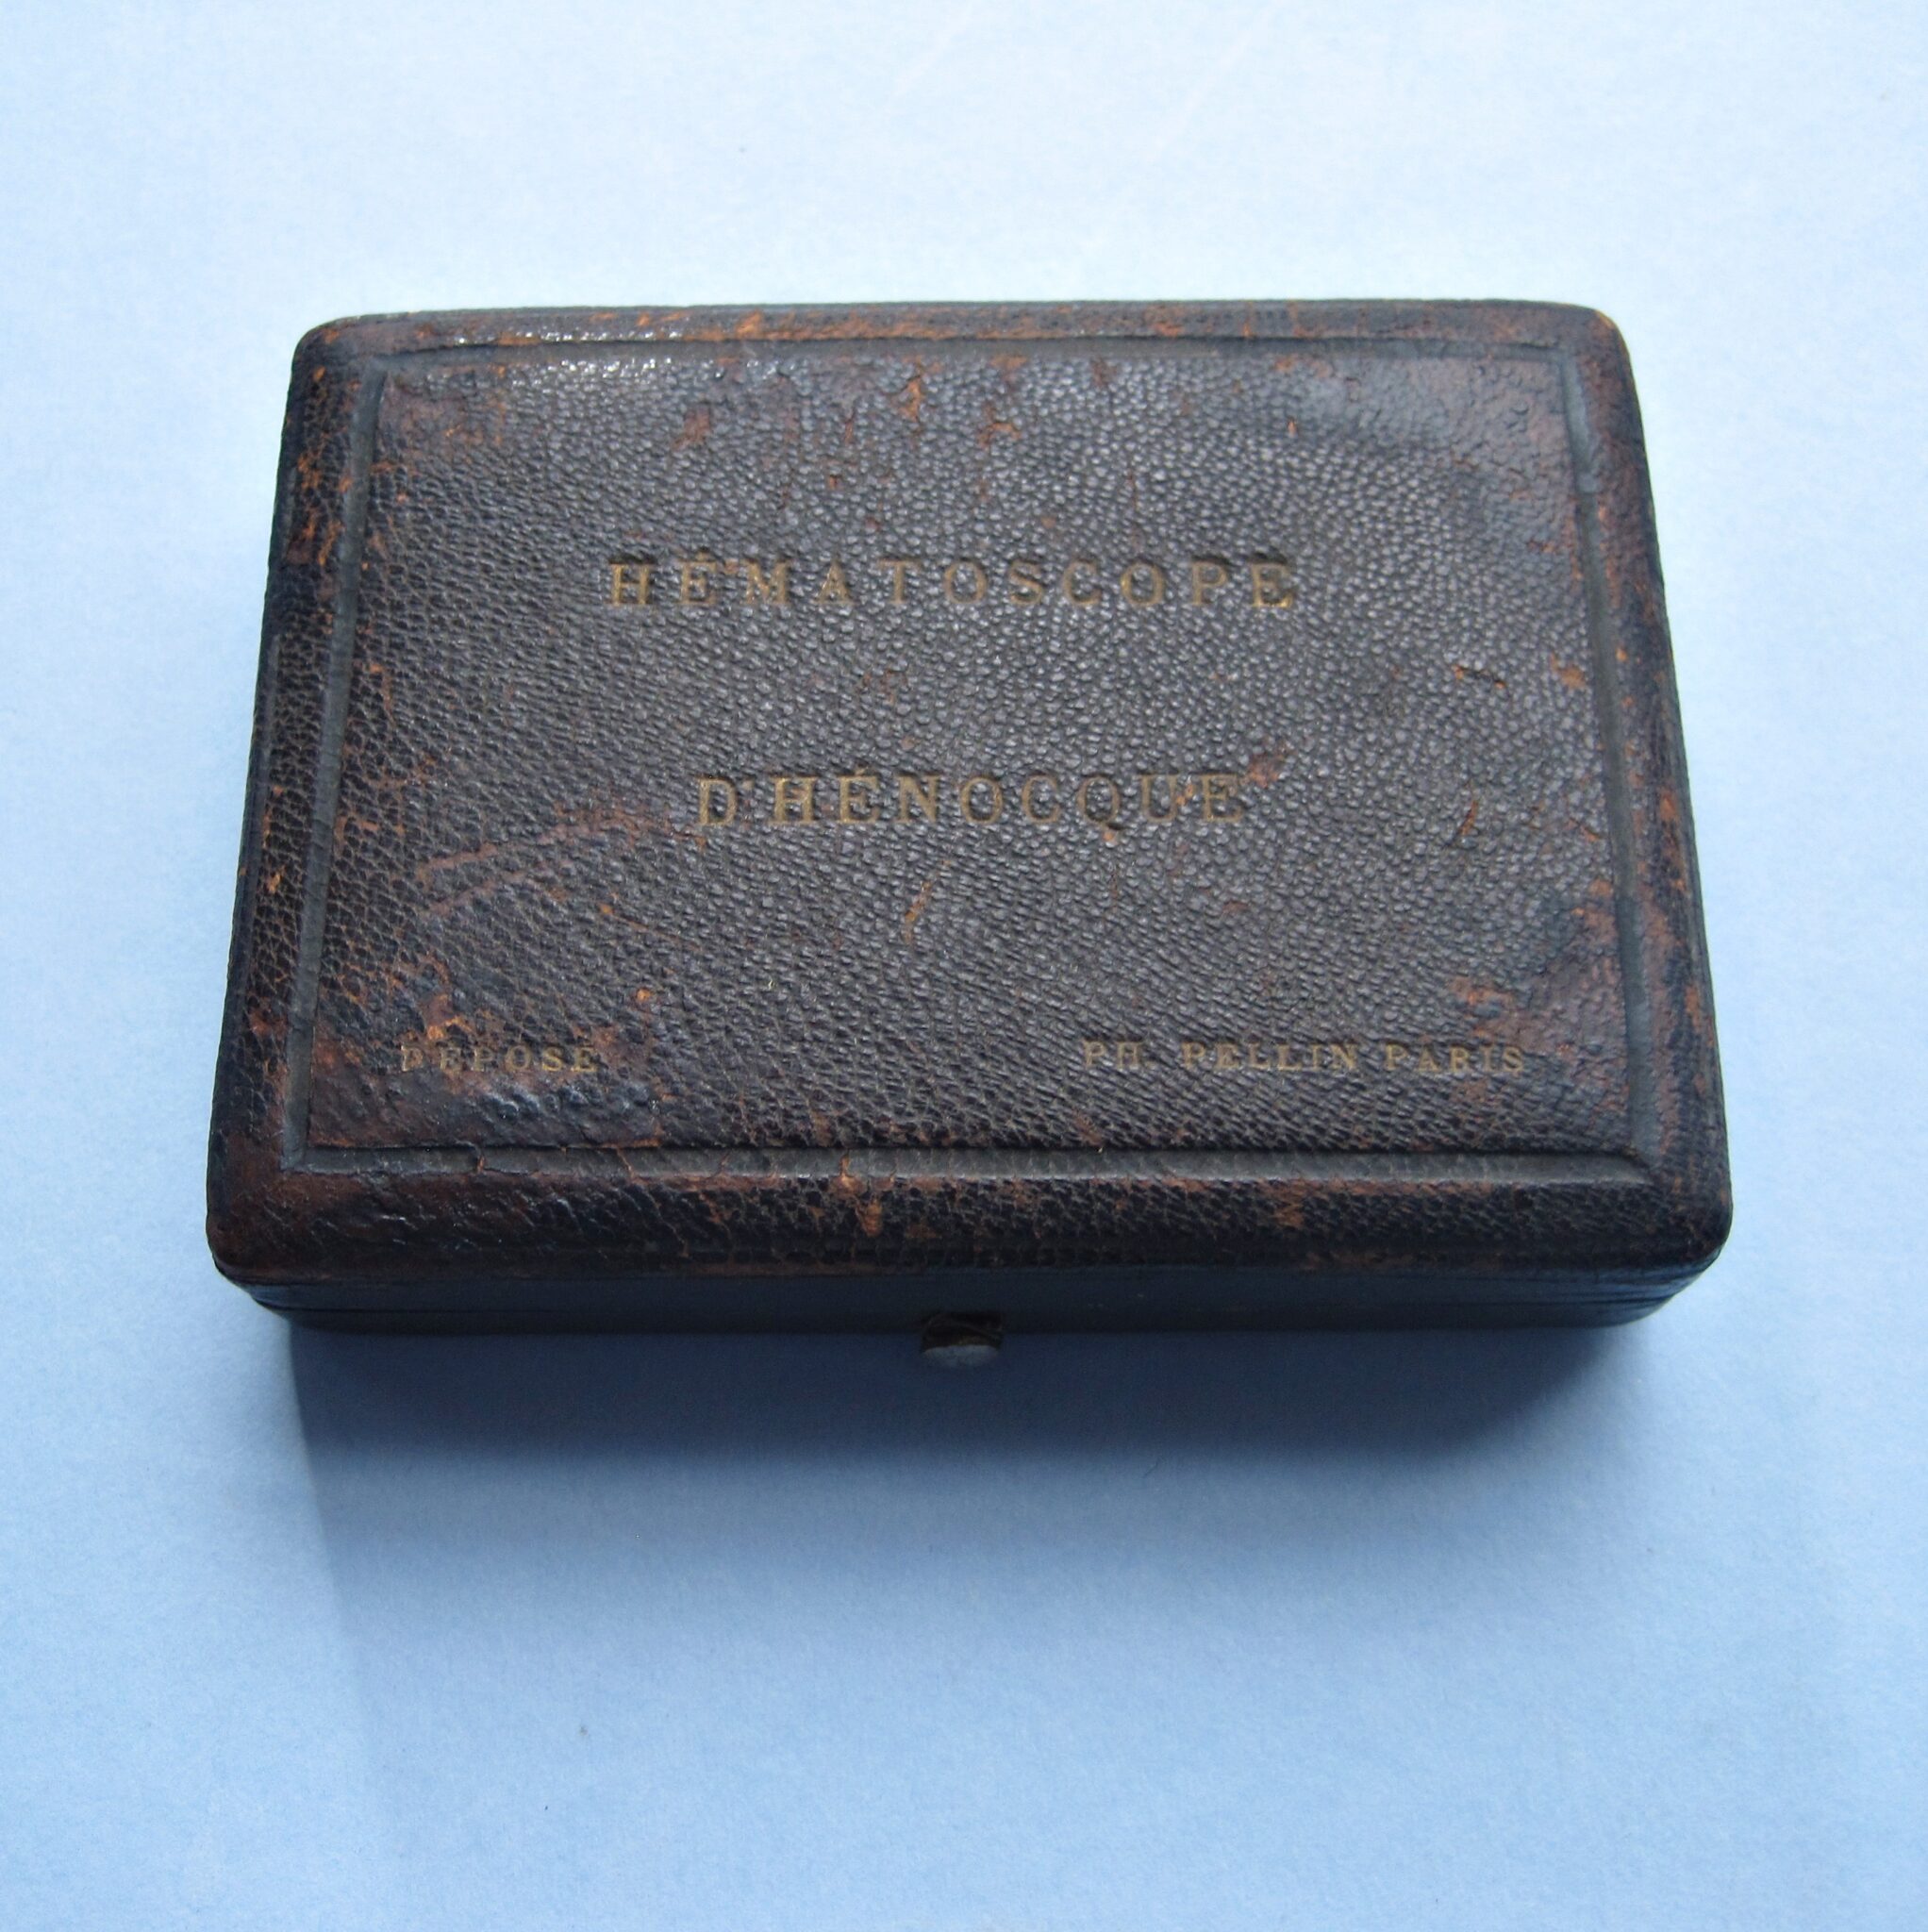 HÉMATOSCOPE
D'HÉNOCQUE
DÉPOSÉ PH. PELLIN PARIS